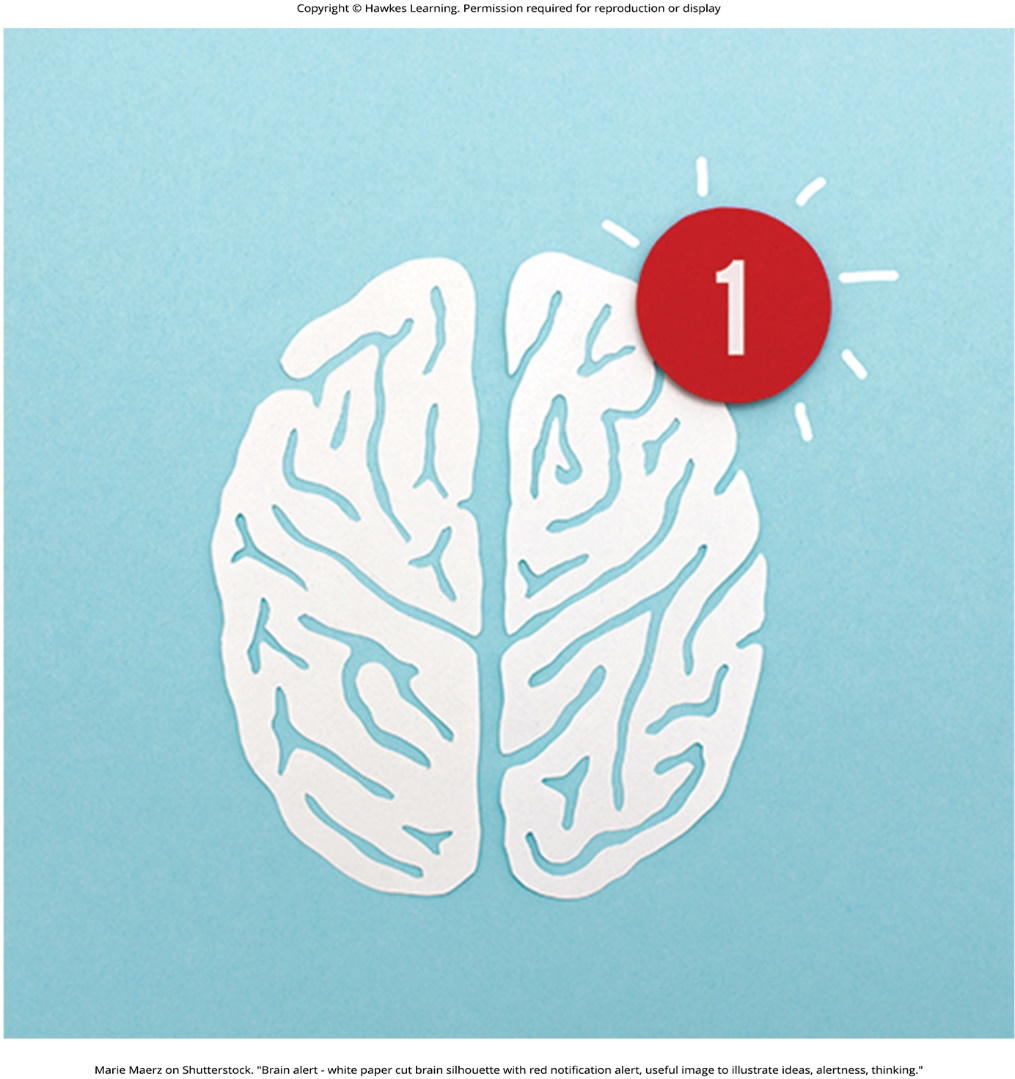 Copyright © Hawkes Learning. Permission required for reproduction or display
1
Marie Maerz on Shutterstock. "Brain alert - white paper cut brain silhouette with red notification alert, useful image to illustrate ideas, alertness, thinking."